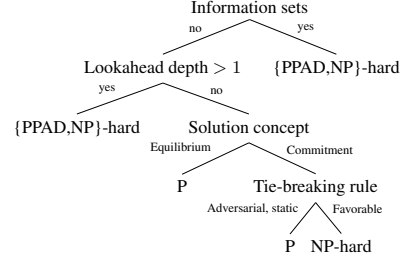 Information sets
no yes
Lookahead depth > 1 {PPAD,NP}-hard
yes no
{PPAD,NP}-hard Solution concept
Equilibrium Commitment
P Tie-breaking rule
Adversarial, static Favorable
P NP-hard